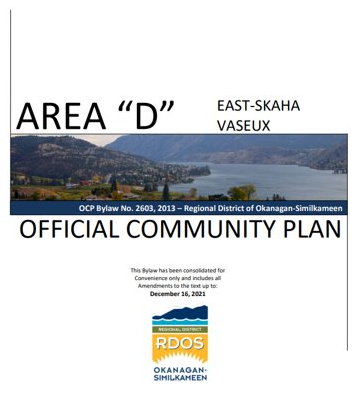 AREA “D”
EAST-SKAHA
VASEUX
OCP Bylaw No. 2603, 2013 – Regional District of Okanagan-Similkameen
OFFICIAL COMMUNITY PLAN
This Bylaw has been consolidated for
Convenience only and includes all
Amendments to the text up to:
December 16, 2021
REGIONAL DISTRICT
RDOS
OKANAGAN-
SIMILKAMEEN